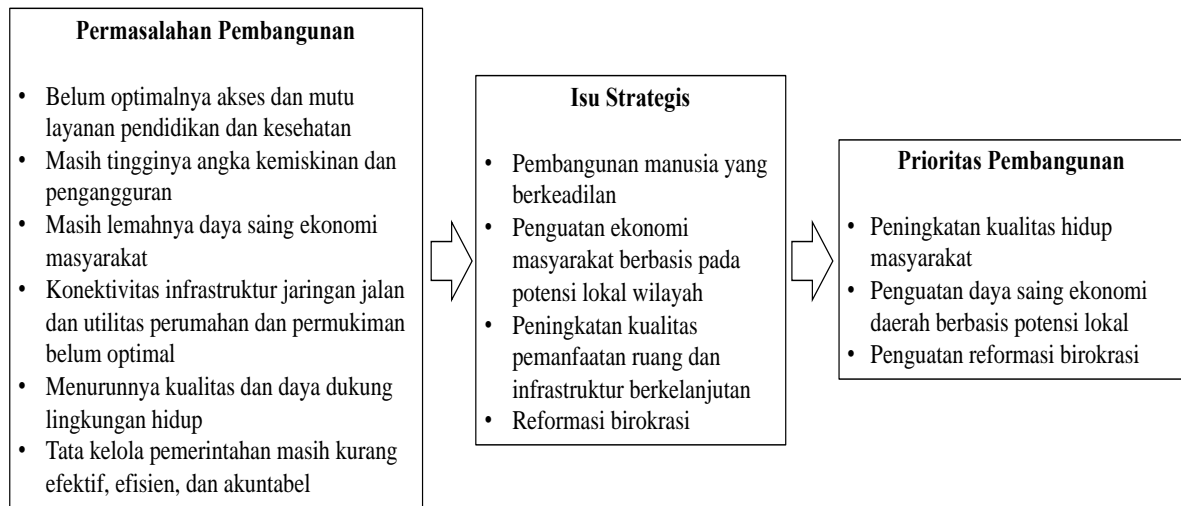 Permasalahan Pembangunan
• Belum optimalnya akses dan mutu
layanan pendidikan dan kesehatan
• Masih tingginya angka kemiskinan dan
pengangguran
• Masih lemahnya daya saing ekonomi
masyarakat
• Konektivitas infrastruktur jaringan jalan
dan utilitas perumahan dan permukiman
belum optimal
• Menurunnya kualitas dan daya dukung
lingkungan hidup
• Tata kelola pemerintahan masih kurang
efektif, efisien, dan akuntabel
Isu Strategis
• Pembangunan manusia yang
berkeadilan
• Penguatan ekonomi
masyarakat berbasis pada
potensi lokal wilayah
• Peningkatan kualitas
pemanfaatan ruang dan
infrastruktur berkelanjutan
• Reformasi birokrasi
Prioritas Pembangunan
• Peningkatan kualitas hidup
masyarakat
• Penguatan daya saing ekonomi
daerah berbasis potensi lokal
• Penguatan reformasi birokrasi